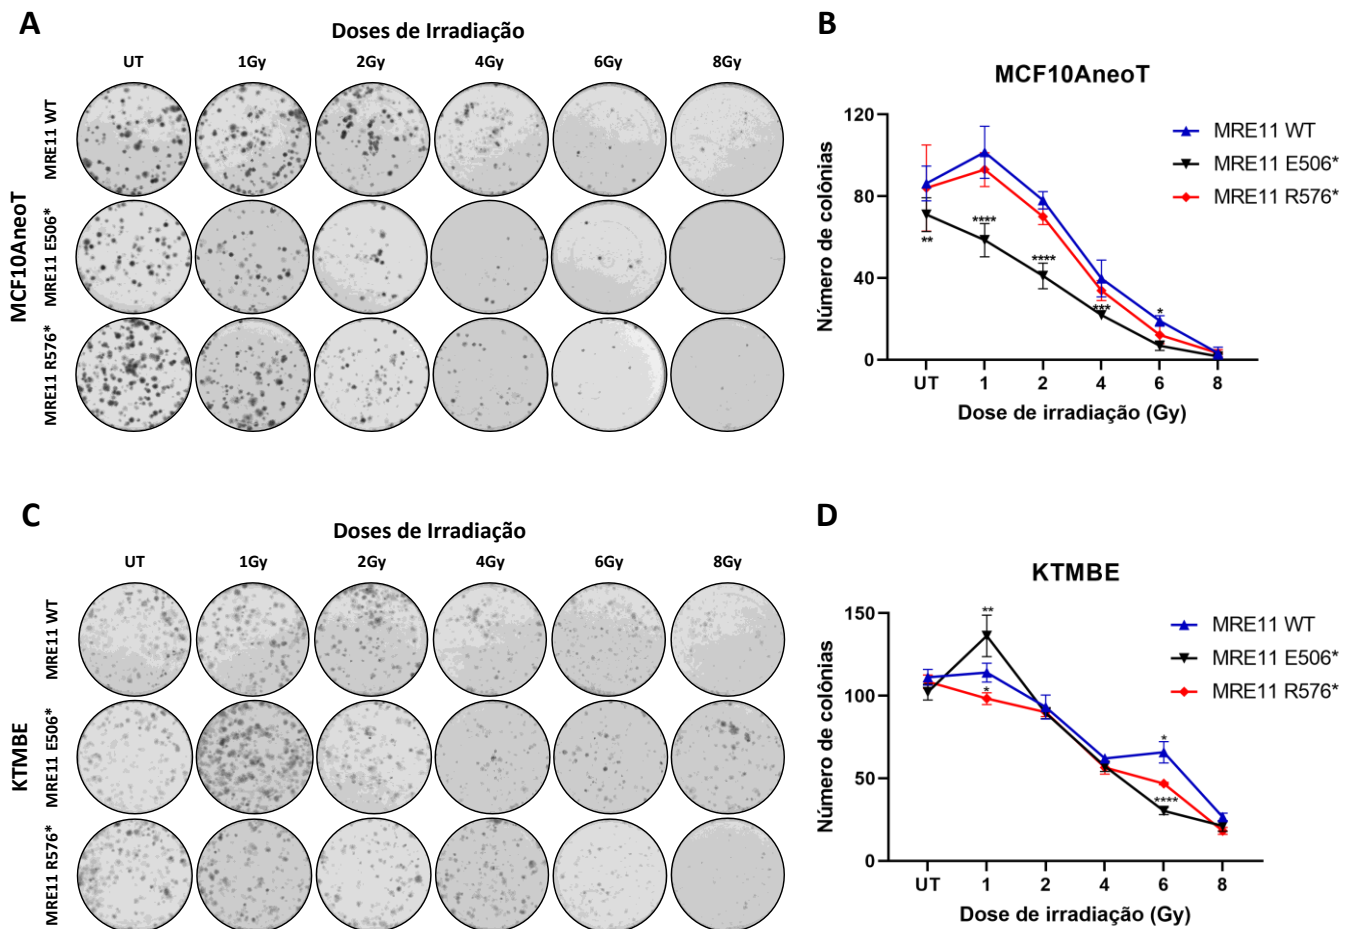 A
Doses de Irradiação
UT 1Gy 2Gy 4Gy 6Gy 8Gy
MCF10AneoT
MRE11 WT
MRE11 E506*
MRE11 R576*
B
MCF10AneoT
Número de colônias
120
80
40
0
**
****
****
***
*
MRE11 WT
MRE11 E506*
MRE11 R576*
UT 1 2 4 6 8
Dose de irradiação (Gy)
C
Doses de Irradiação
UT 1Gy 2Gy 4Gy 6Gy 8Gy
KTMBE
MRE11 WT
MRE11 E506*
MRE11 R576*
D
KTMBE
Número de colônias
150
100
50
0
**
*
*
****
MRE11 WT
MRE11 E506*
MRE11 R576*
UT 1 2 4 6 8
Dose de irradiação (Gy)